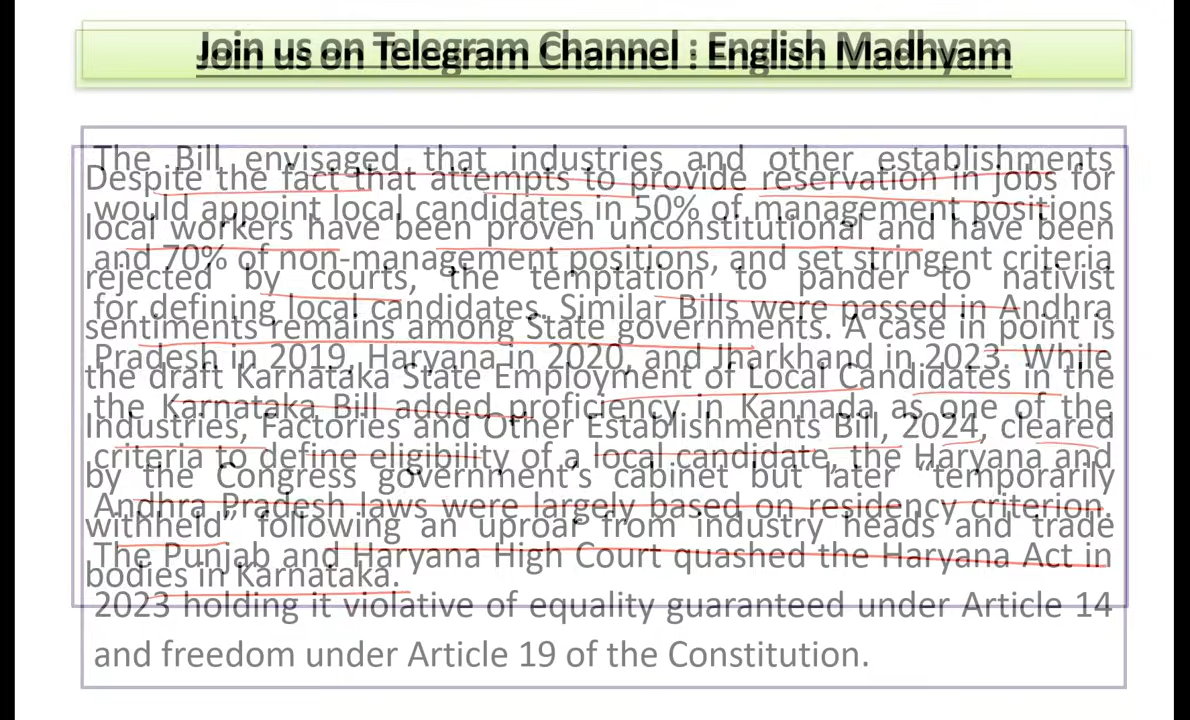 Join us on Telegram Channel : English Madhyam
Despite the fact that attempts to provide reservation in jobs for
local workers have been proven unconstitutional and have been
rejected by courts, the temptation to pander to nativist
sentiments remains among State governments. A case in point is
the draft Karnataka State Employment of Local Candidates in the
Industries, Factories and Other Establishments Bill, 2024, cleared
by the Congress government’s cabinet but later “temporarily
withheld” following an uproar from industry heads and trade
bodies in Karnataka.
The Bill envisaged that industries and other establishments
would appoint local candidates in 50% of management positions
and 70% of non-management positions, and set stringent criteria
for defining local candidates. Similar Bills were passed in Andhra
Pradesh in 2019, Haryana in 2020, and Jharkhand in 2023. While
the Karnataka Bill added proficiency in Kannada as one of the
criteria to define eligibility of a local candidate, the Haryana and
Andhra Pradesh laws were largely based on residency criterion.
The Punjab and Haryana High Court quashed the Haryana Act in
2023 holding it violative of equality guaranteed under Article 14
and freedom under Article 19 of the Constitution.